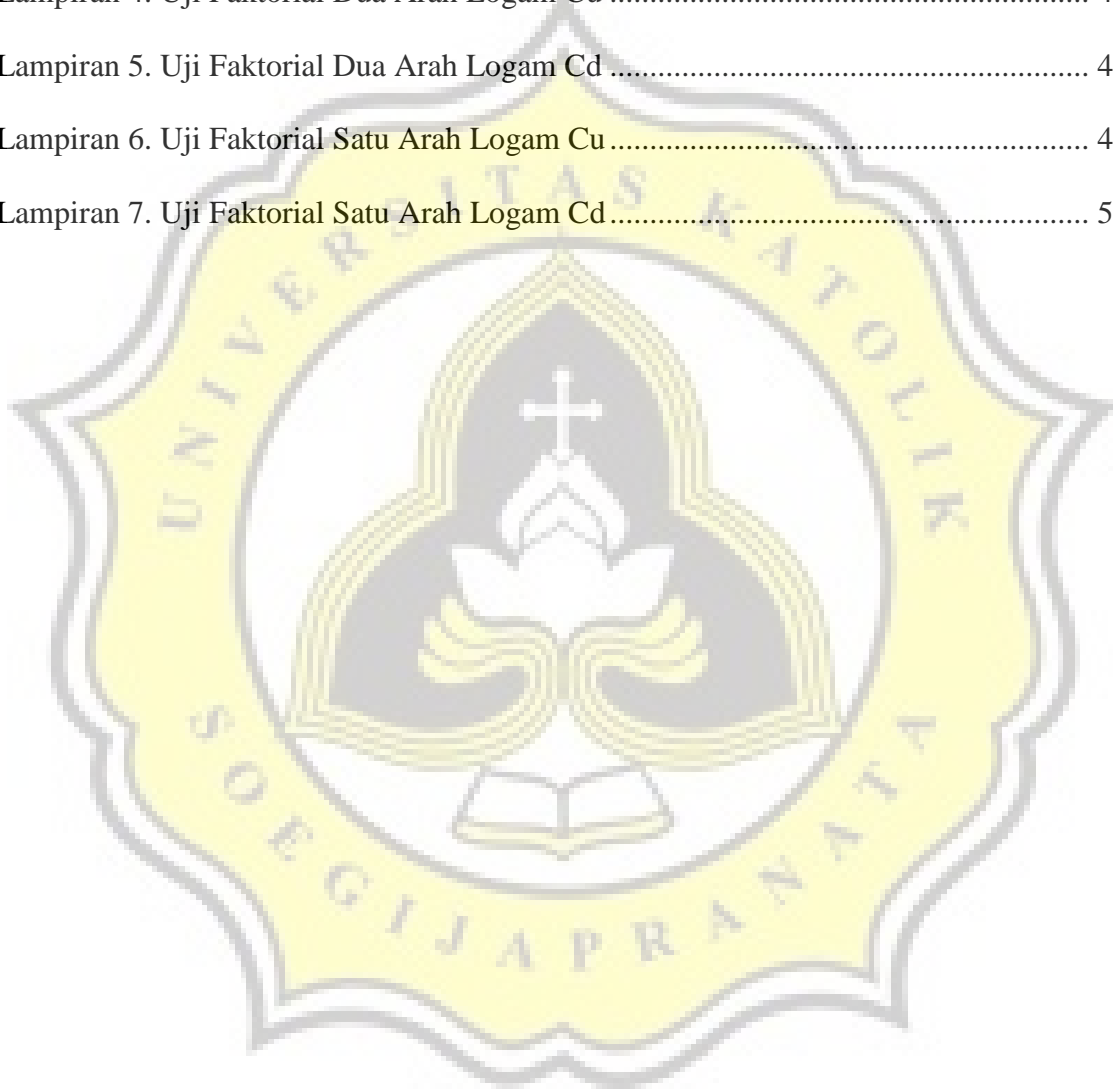 Lampiran 5. Uji Faktorial Dua Arah Logam Cd ............................................................. 4
Lampiran 6. Uji Faktorial Satu Arah Logam Cu ............................................................. 4
Lampiran 7. Uji Faktorial Satu Arah Logam Cd ............................................................. 5
UNIVERSITAS KATOLIK
SOEGIJAPRANATA